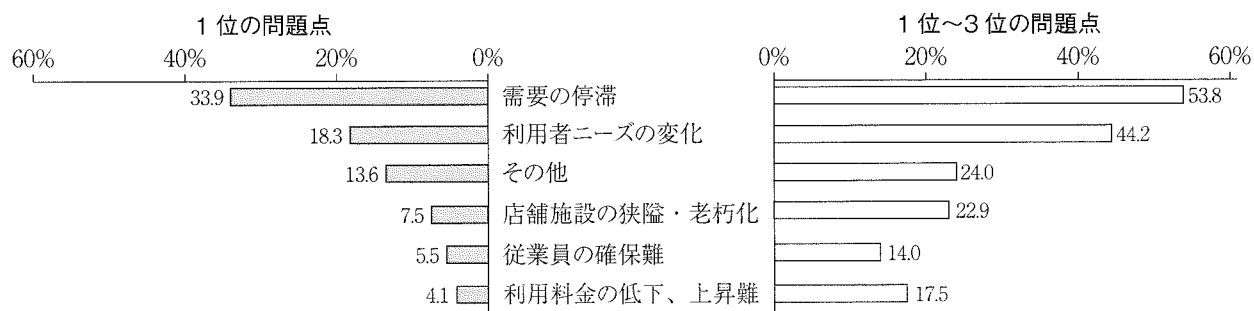 1位の問題点
1位～3位の問題点
60% 40% 20% 0%
0% 20% 40% 60%
33.9 需要の停滞 53.8
18.3 利用者ニーズの変化 44.2
13.6 その他 24.0
7.5 店舗施設の狭隘・老朽化 22.9
5.5 従業員の確保難 14.0
4.1 利用料金の低下、上昇難 17.5